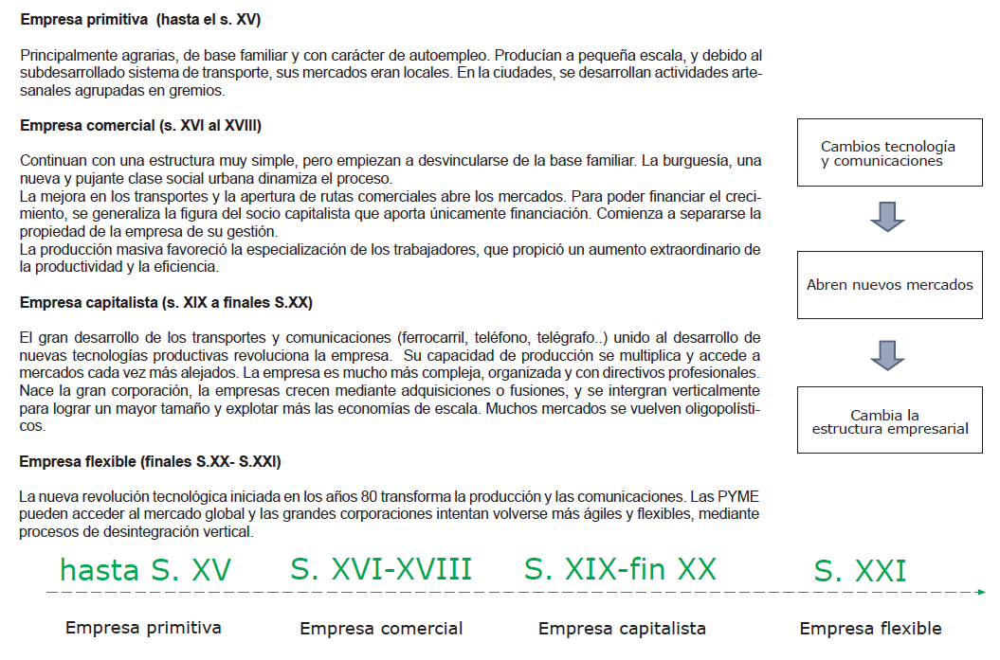 Empresa primitiva (hasta el s. XV)
Principalmente agrarias, de base familiar y con carácter de autoempleo. Producían a pequeña escala, y debido al
subdesarrollado sistema de transporte, sus mercados eran locales. En la ciudades, se desarrollan actividades arte-
sanales agrupadas en gremios.
Empresa comercial (s. XVI al XVIII)
Continuan con una estructura muy simple, pero empiezan a desvincularse de la base familiar. La burguesía, una
nueva y pujante clase social urbana dinamiza el proceso.
La mejora en los transportes y la apertura de rutas comerciales abre los mercados. Para poder financiar el creci-
miento, se generaliza la figura del socio capitalista que aporta únicamente financiación. Comienza a separarse la
propiedad de la empresa de su gestión.
La producción masiva favoreció la especialización de los trabajadores, que propició un aumento extraordinario de
la productividad y la eficiencia.
Empresa capitalista (s. XIX a finales S.XX)
El gran desarrollo de los transportes y comunicaciones (ferrocarril, teléfono, telégrafo..) unido al desarrollo de
nuevas tecnologías productivas revoluciona la empresa. Su capacidad de producción se multiplica y accede a
mercados cada vez más alejados. La empresa es mucho más compleja, organizada y con directivos profesionales.
Nace la gran corporación, la empresas crecen mediante adquisiciones o fusiones, y se intergran verticalmente
para lograr un mayor tamaño y explotar más las economías de escala. Muchos mercados se vuelven oligopolísti-
cos.
Empresa flexible (finales S.XX- S.XXI)
La nueva revolución tecnológica iniciada en los años 80 transforma la producción y las comunicaciones. Las PYME
pueden acceder al mercado global y las grandes corporaciones intentan volverse más ágiles y flexibles, mediante
procesos de desintegración vertical.
Cambios tecnología
y comunicaciones
Abren nuevos mercados
Cambia la
estructura empresarial
hasta S. XV
S. XVI-XVIII
S. XIX-fin XX
S. XXI
Empresa primitiva
Empresa comercial
Empresa capitalista
Empresa flexible